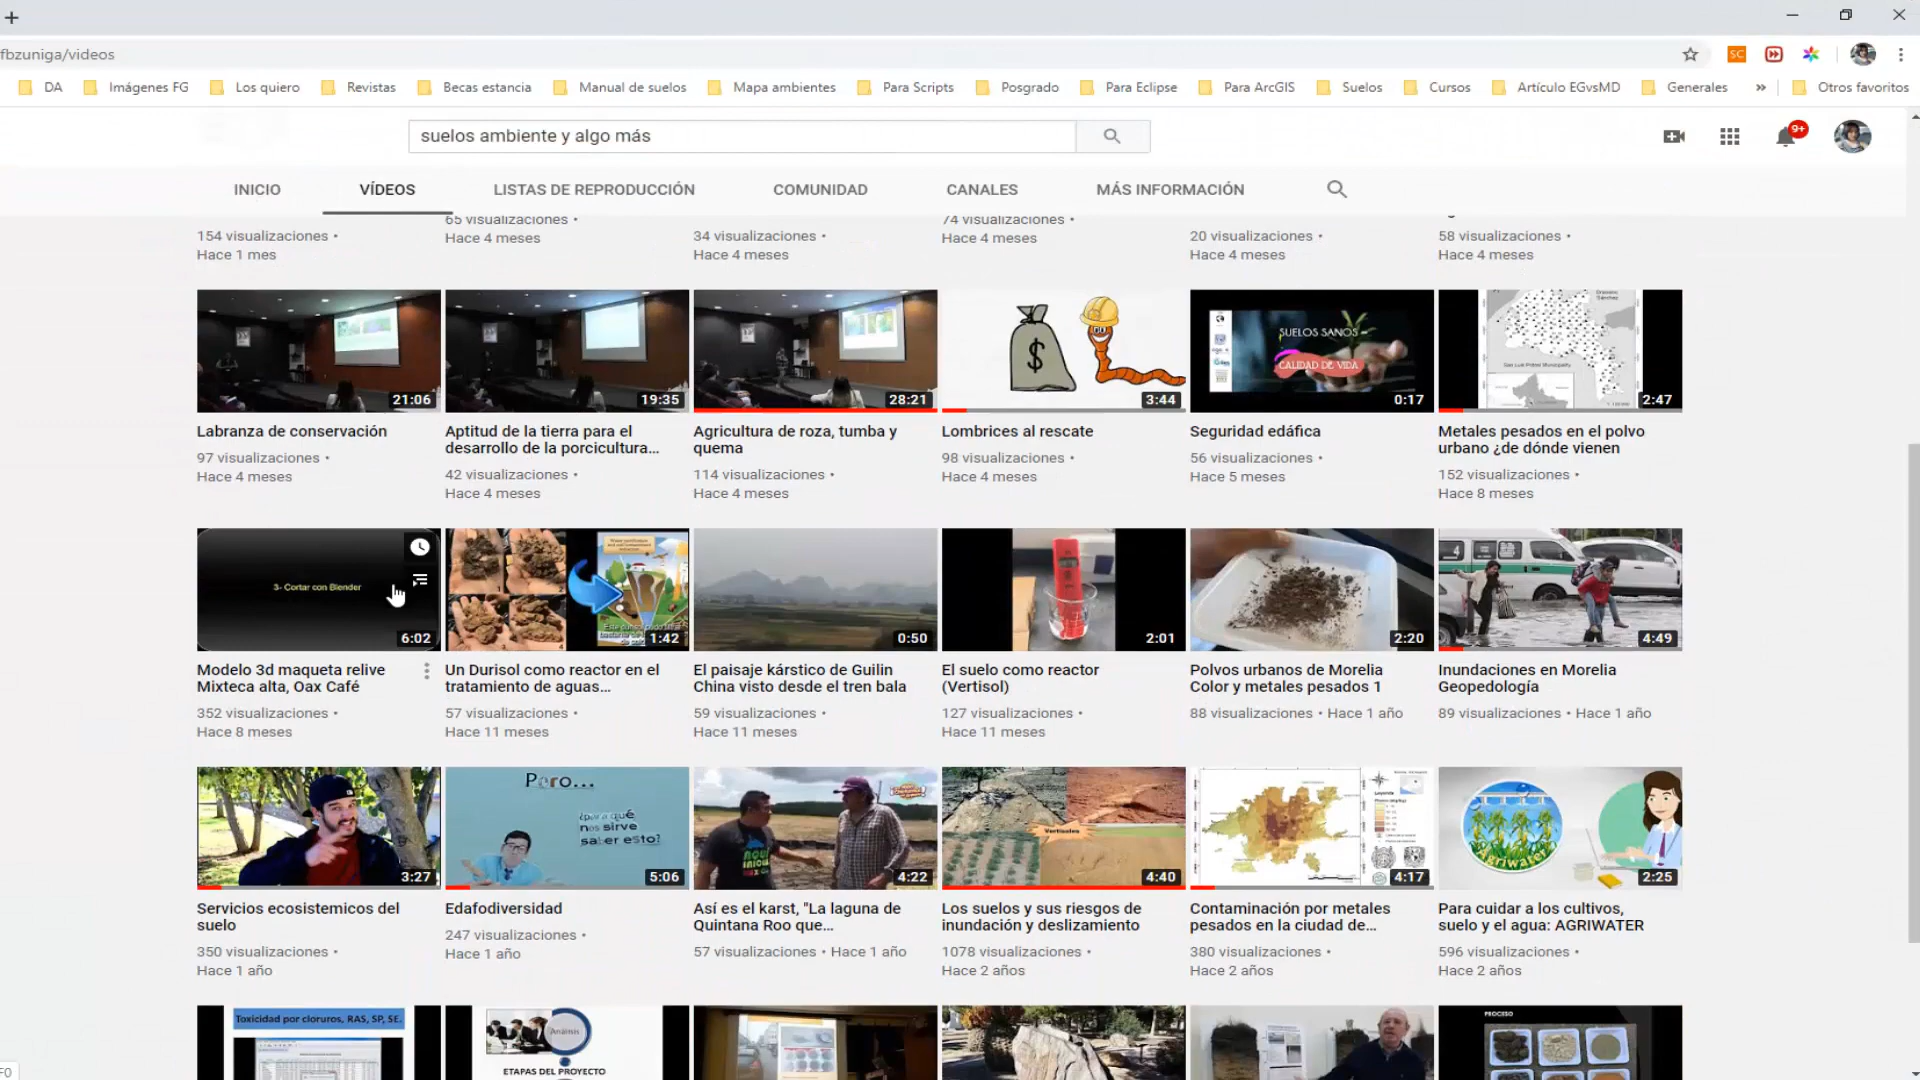 fbzuniga/videos
DA
Imágenes FG
Los quiero
Revistas
Becas estancia
Manual de suelos
Mapa ambientes
Para Scripts
Posgrado
Para Eclipse
Para ArcGIS
Suelos
Cursos
Artículo EGvsMD
Generales
»
Otros favoritos
suelos ambiente y algo más
9+
INICIO
VÍDEOS
LISTAS DE REPRODUCCIÓN
COMUNIDAD
CANALES
MÁS INFORMACIÓN
154 visualizaciones •
Hace 1 mes
65 visualizaciones •
Hace 4 meses
34 visualizaciones •
Hace 4 meses
74 visualizaciones •
Hace 4 meses
20 visualizaciones •
Hace 4 meses
58 visualizaciones •
Hace 4 meses
21:06
Labranza de conservación
97 visualizaciones •
Hace 4 meses
19:35
Aptitud de la tierra para el
desarrollo de la porcicultura...
42 visualizaciones •
Hace 4 meses
28:21
Agricultura de roza, tumba y
quema
114 visualizaciones •
Hace 4 meses
$
3:44
Lombrices al rescate
98 visualizaciones •
Hace 4 meses
SUELOS SANOS
CALIDAD DE VIDA
0:17
Seguridad edáfica
56 visualizaciones •
Hace 5 meses
San Luis Potosí Municipality
2:47
Metales pesados en el polvo
urbano ¿de dónde vienen
152 visualizaciones •
Hace 8 meses
3- Cortar con Blender
6:02
Modelo 3d maqueta relive
Mixteca alta, Oax Café
352 visualizaciones •
Hace 8 meses
1:42
Un Durisol como reactor en el
tratamiento de aguas...
57 visualizaciones •
Hace 11 meses
0:50
El paisaje kárstico de Guilin
China visto desde el tren bala
59 visualizaciones •
Hace 11 meses
2:01
El suelo como reactor
(Vertisol)
127 visualizaciones •
Hace 11 meses
2:20
Polvos urbanos de Morelia
Color y metales pesados 1
88 visualizaciones • Hace 1 año
4:49
Inundaciones en Morelia
Geopedología
89 visualizaciones • Hace 1 año
3:27
Servicios ecosistemicos del
suelo
350 visualizaciones •
Hace 1 año
Pero...
¿para qué
nos sirve
saber esto?
5:06
Edafodiversidad
247 visualizaciones •
Hace 1 año
4:22
Así es el karst, "La laguna de
Quintana Roo que...
57 visualizaciones • Hace 1 año
Vertisoles
4:40
Los suelos y sus riesgos de
inundación y deslizamiento
1078 visualizaciones •
Hace 2 años
4:17
Contaminación por metales
pesados en la ciudad de...
380 visualizaciones •
Hace 2 años
Agriwater
2:25
Para cuidar a los cultivos,
suelo y el agua: AGRIWATER
596 visualizaciones •
Hace 2 años
Toxicidad por cloruros, RAS, SP, SE.
Análisis
ETAPAS DEL PROYECTO
PROCESO